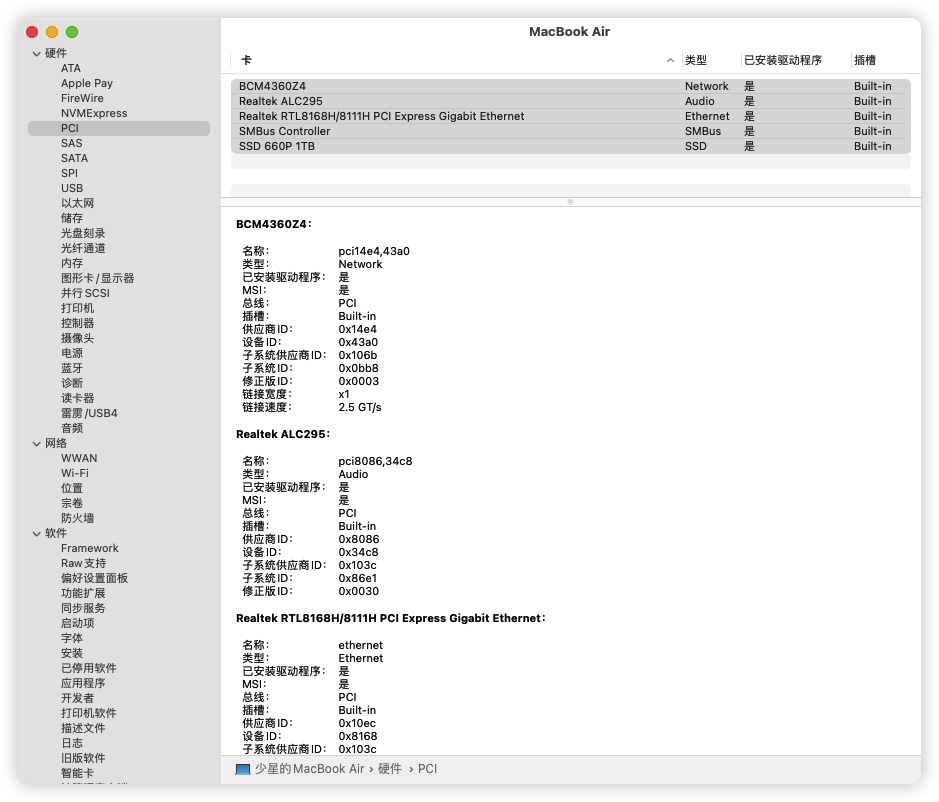 MacBook Air
硬件
ATA
Apple Pay
FireWire
NVMExpress
PCI
SAS
SATA
SPI
USB
以太网
储存
光盘刻录
光纤通道
内存
图形卡/显示器
并行SCSI
打印机
控制器
摄像头
电源
蓝牙
诊断
读卡器
雷雳/USB4
音频
网络
WWAN
Wi-Fi
位置
宗卷
防火墙
软件
Framework
Raw支持
偏好设置面板
功能扩展
同步服务
启动项
字体
安装
已停用软件
应用程序
开发者
打印机软件
描述文件
日志
旧版软件
智能卡
卡 类型 已安装驱动程序 插槽
BCM4360Z4 Network 是 Built-in
Realtek ALC295 Audio 是 Built-in
Realtek RTL8168H/8111H PCI Express Gigabit Ethernet Ethernet 是 Built-in
SMBus Controller SMBus 是 Built-in
SSD 660P 1TB SSD 是 Built-in
BCM4360Z4：
名称： pci14e4,43a0
类型： Network
已安装驱动程序： 是
MSI： 是
总线： PCI
插槽： Built-in
供应商ID： 0x14e4
设备ID： 0x43a0
子系统供应商ID： 0x106b
子系统ID： 0x0bb8
修正版ID： 0x0003
链接宽度： x1
链接速度： 2.5 GT/s
Realtek ALC295：
名称： pci8086,34c8
类型： Audio
已安装驱动程序： 是
MSI： 是
总线： PCI
插槽： Built-in
供应商ID： 0x8086
设备ID： 0x34c8
子系统供应商ID： 0x103c
子系统ID： 0x86e1
修正版ID： 0x0030
Realtek RTL8168H/8111H PCI Express Gigabit Ethernet：
名称： ethernet
类型： Ethernet
已安装驱动程序： 是
MSI： 是
总线： PCI
插槽： Built-in
供应商ID： 0x10ec
设备ID： 0x8168
子系统供应商ID： 0x103c
少星的MacBook Air › 硬件 › PCI